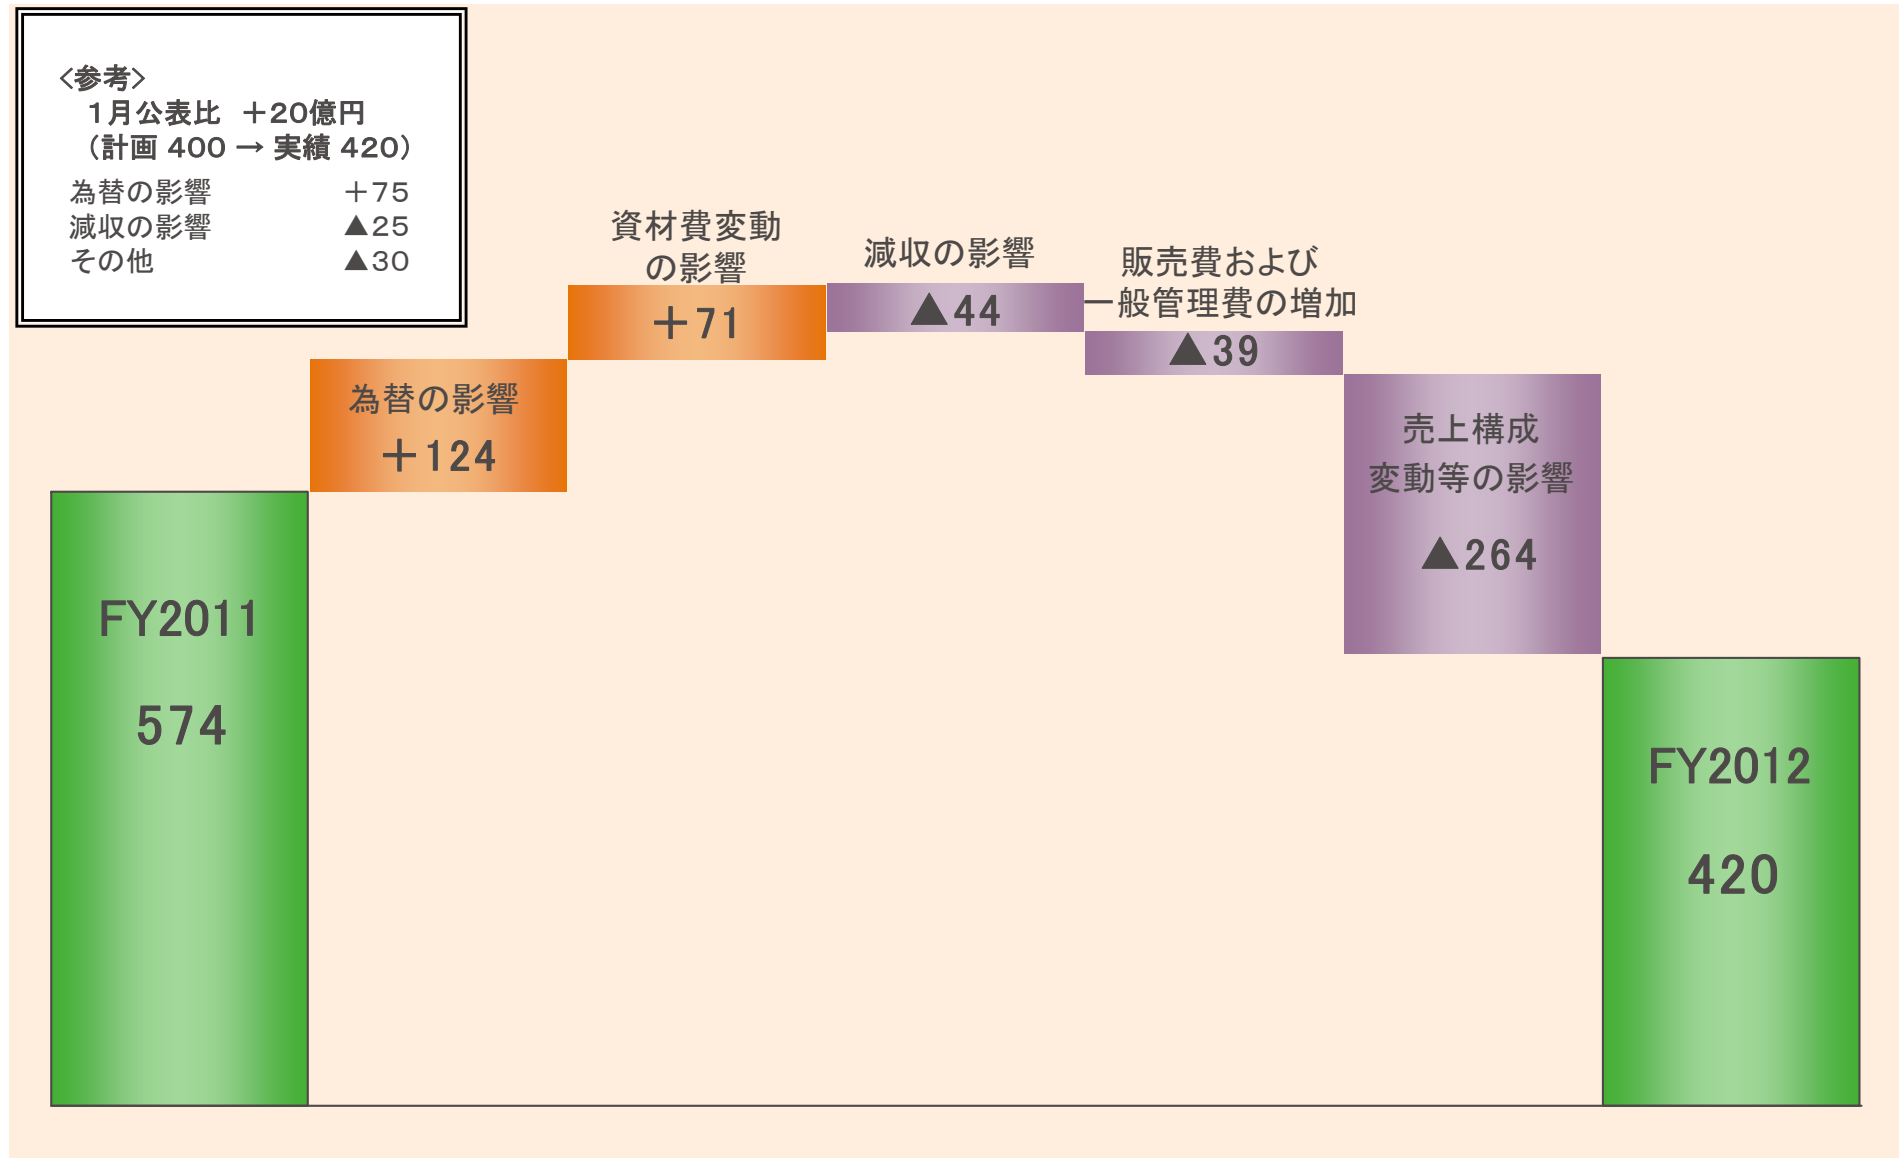 <参考>
1月公表比　+20億円
(計画 400 → 実績 420)
為替の影響　+75
減収の影響　▲25
その他　▲30
資材費変動
の影響
+71
減収の影響
▲44
販売費および
一般管理費の増加
▲39
為替の影響
+124
売上構成
変動等の影響
▲264
FY2011
574
FY2012
420